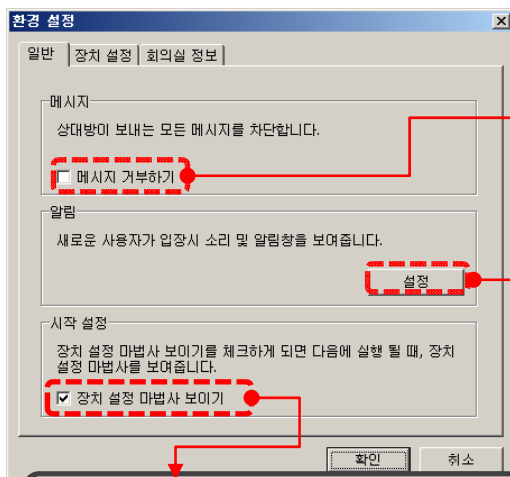 환경 설정
일반 장치 설정 회의실 정보
메시지
상대방이 보내는 모든 메시지를 차단합니다.
메시지 거부하기
알림
새로운 사용자가 입장시 소리 및 알림창을 보여줍니다.
설정
시작 설정
장치 설정 마법사 보이기를 체크하게 되면 다음에 실행 될 때, 장치
설정 마법사를 보여줍니다.
장치 설정 마법사 보이기
확인 취소